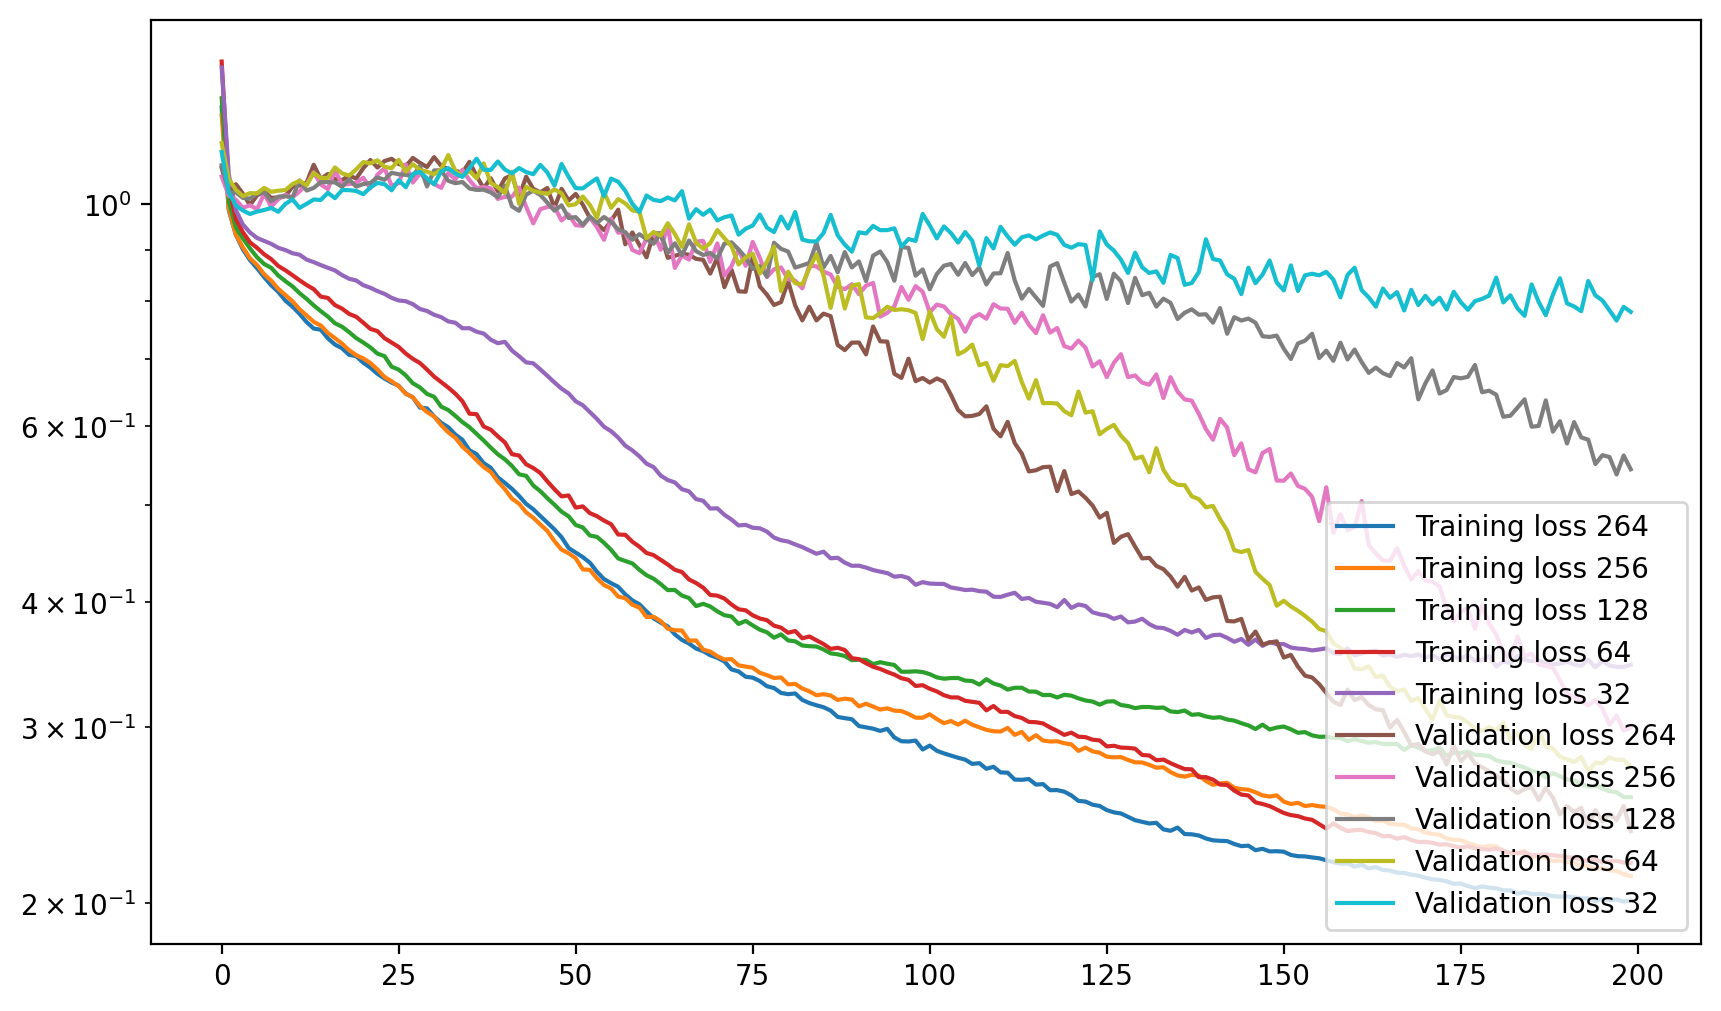 10⁰
6 × 10⁻¹
4 × 10⁻¹
3 × 10⁻¹
2 × 10⁻¹
0 25 50 75 100 125 150 175 200
Training loss 264
Training loss 256
Training loss 128
Training loss 64
Training loss 32
Validation loss 264
Validation loss 256
Validation loss 128
Validation loss 64
Validation loss 32